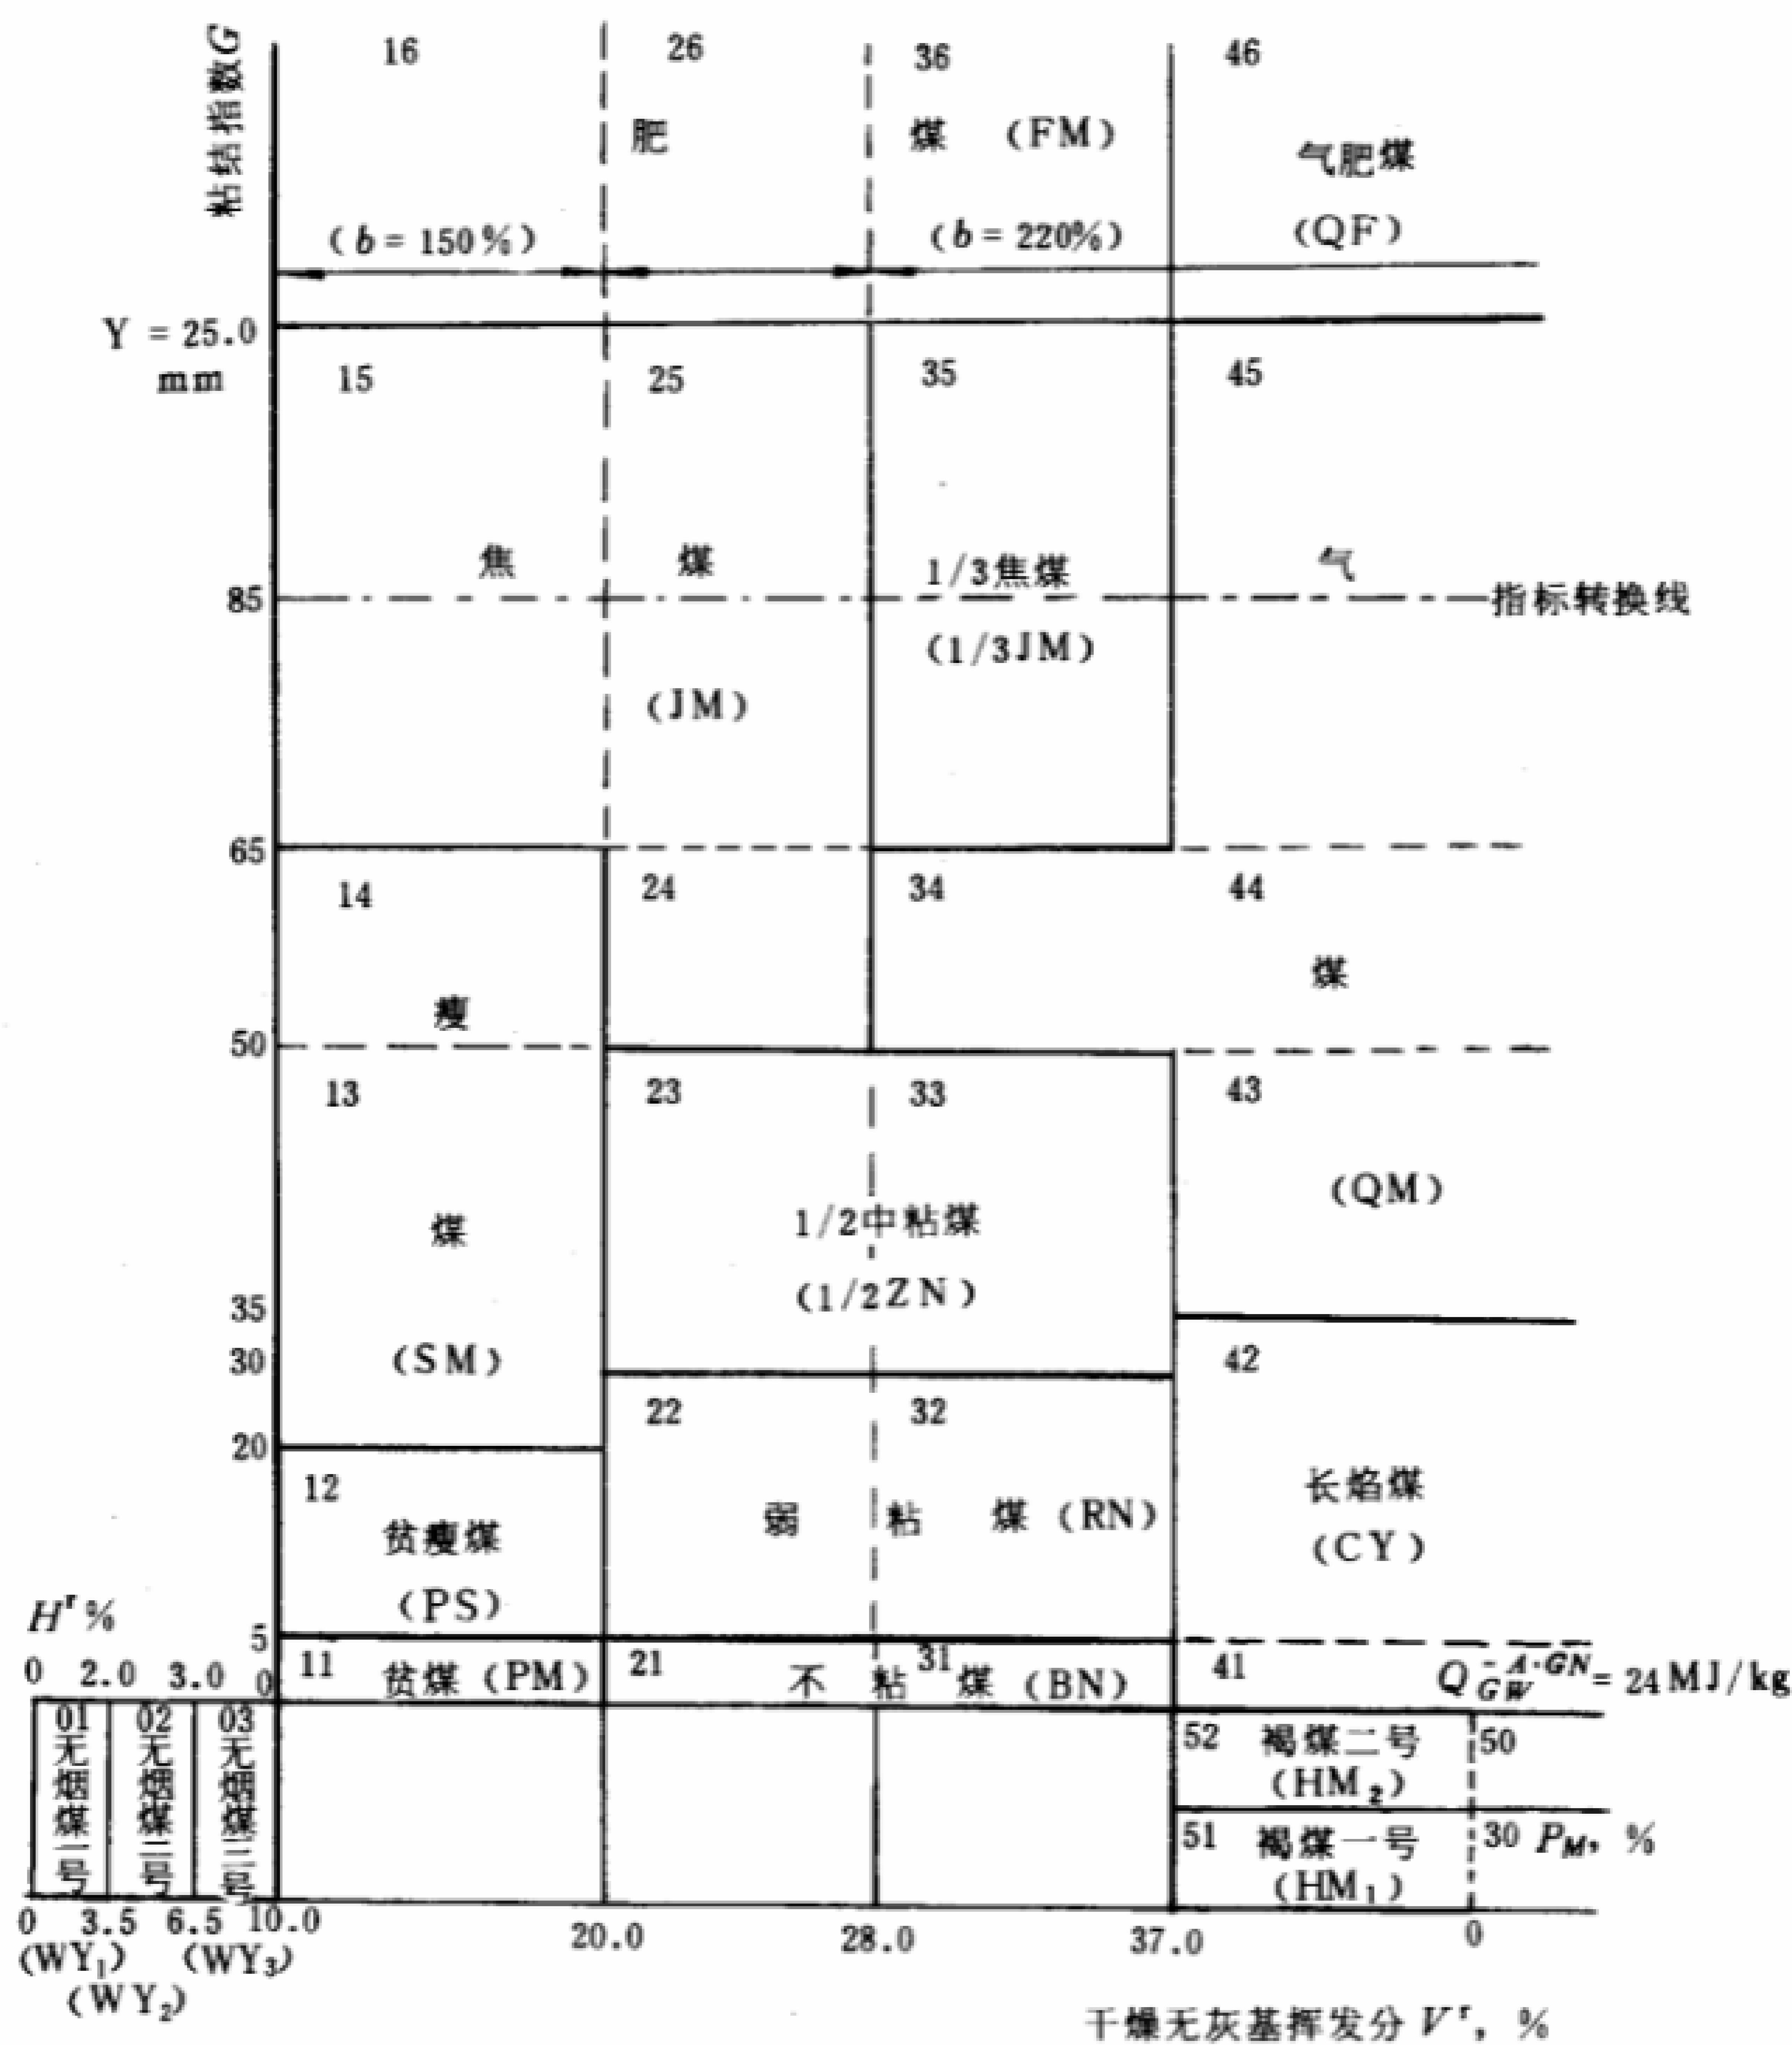 粘结指数G
16 26 36 46
肥 煤 (FM)
气肥煤
(QF)
(b = 150%) (b = 220%)
Y = 25.0
mm
15 25 35 45
焦 煤 1/3焦煤 气
85 指标转换线
(1/3JM)
(JM)
65
14 24 34 44
瘦 煤
50
13 23 33 43
煤 1/2中粘煤 (QM)
(1/2ZN)
35
30 (SM) 42
22 32
20
12 弱 粘 煤 (RN) 长焰煤
贫瘦煤 (CY)
(PS)
Hr%
5
0 2.0 3.0 0 11 贫煤 (PM) 21 不 粘 31 煤 (BN) 41 Q-A·GN GW = 24MJ/kg
01 02 03
无烟煤一号 无烟煤二号 无烟煤三号
52 褐煤二号 50
(HM2)
51 褐煤一号 30 PM, %
(HM1)
0 3.5 6.5 10.0 20.0 28.0 37.0 0
(WY1) (WY3)
(WY2)
干燥无灰基挥发分 Vr, %